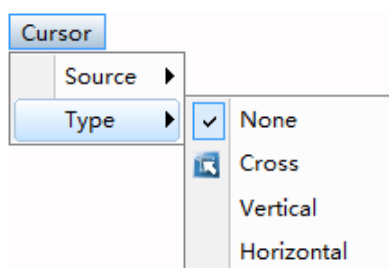 Cursor
Source
Type
None
Cross
Vertical
Horizontal